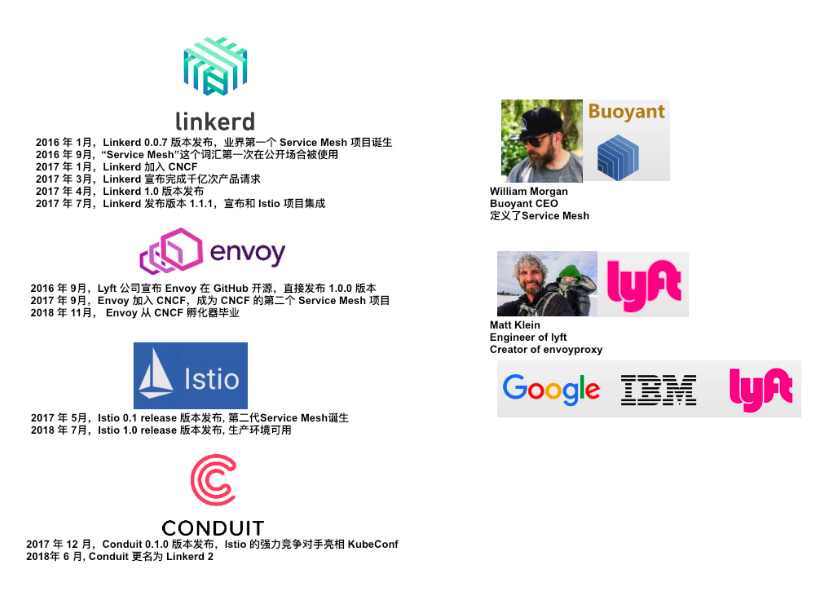 linkerd
2016 年 1月，Linkerd 0.0.7 版本发布，业界第一个 Service Mesh 项目诞生
2016 年 9月, “Service Mesh”这个词汇第一次在公开场合被使用
2017 年 1月，Linkerd 加入 CNCF
2017 年 3月，Linkerd 宣布完成千亿次产品请求
2017 年 4月，Linkerd 1.0 版本发布
2017 年 7月，Linkerd 发布版本 1.1.1，宣布和 Istio 项目集成
envoy
2016 年 9月，Lyft 公司宣布 Envoy 在 GitHub 开源，直接发布 1.0.0 版本
2017 年 9月，Envoy 加入 CNCF，成为 CNCF 的第二个 Service Mesh 项目
2018 年 11月， Envoy 从 CNCF 孵化器毕业
Istio
2017 年 5月，Istio 0.1 release 版本发布, 第二代Service Mesh诞生
2018 年 7月，Istio 1.0 release 版本发布, 生产环境可用
CONDUIT
2017 年 12 月，Conduit 0.1.0 版本发布，Istio 的强力竞争对手亮相 KubeConf
2018年 6 月, Conduit 更名为 Linkerd 2
Buoyant
William Morgan
Buoyant CEO
定义了Service Mesh
lyft
Matt Klein
Engineer of lyft
Creator of envoyproxy
Google IBM lyft